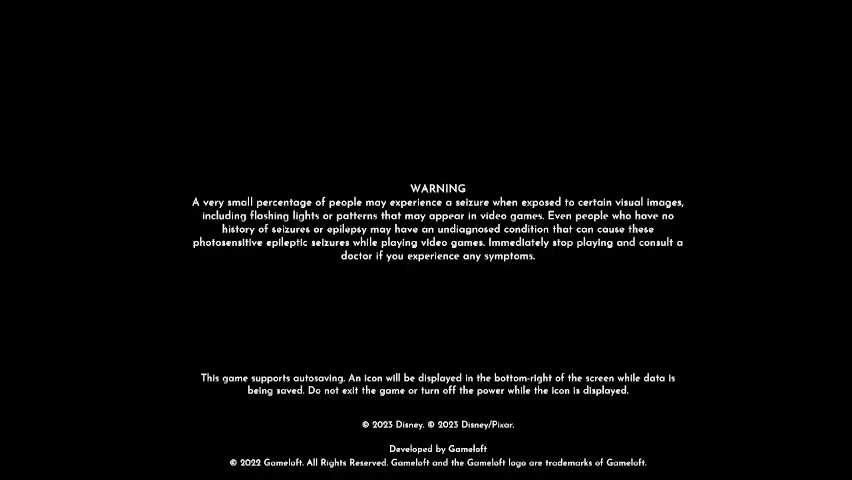 WARNING
A very small percentage of people may experience a seizure when exposed to certain visual images,
including flashing lights or patterns that may appear in video games. Even people who have no
history of seizures or epilepsy may have an undiagnosed condition that can cause these
photosensitive epileptic seizures while playing video games. Immediately stop playing and consult a
doctor if you experience any symptoms.
This game supports autosaving. An icon will be displayed in the bottom-right of the screen while data is
being saved. Do not exit the game or turn off the power while the icon is displayed.
© 2023 Disney. © 2023 Disney/Pixar.
Developed by Gameloft
© 2022 Gameloft. All Rights Reserved. Gameloft and the Gameloft logo are trademarks of Gameloft.